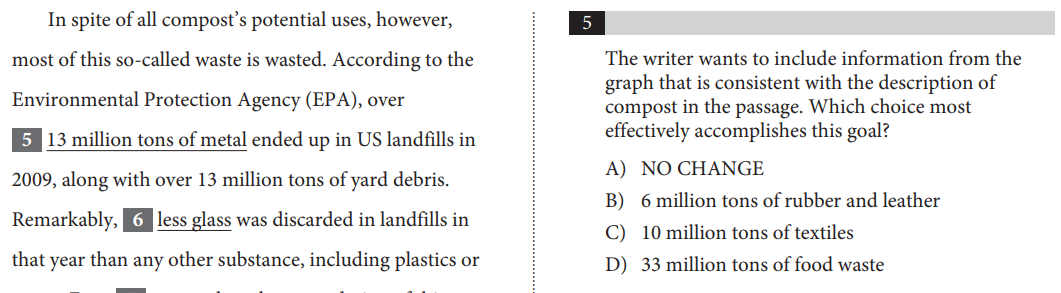 In spite of all compost’s potential uses, however,
most of this so-called waste is wasted. According to the
Environmental Protection Agency (EPA), over
5 13 million tons of metal ended up in US landfills in
2009, along with over 13 million tons of yard debris.
Remarkably, 6 less glass was discarded in landfills in
that year than any other substance, including plastics or
5
The writer wants to include information from the
graph that is consistent with the description of
compost in the passage. Which choice most
effectively accomplishes this goal?
A) NO CHANGE
B) 6 million tons of rubber and leather
C) 10 million tons of textiles
D) 33 million tons of food waste